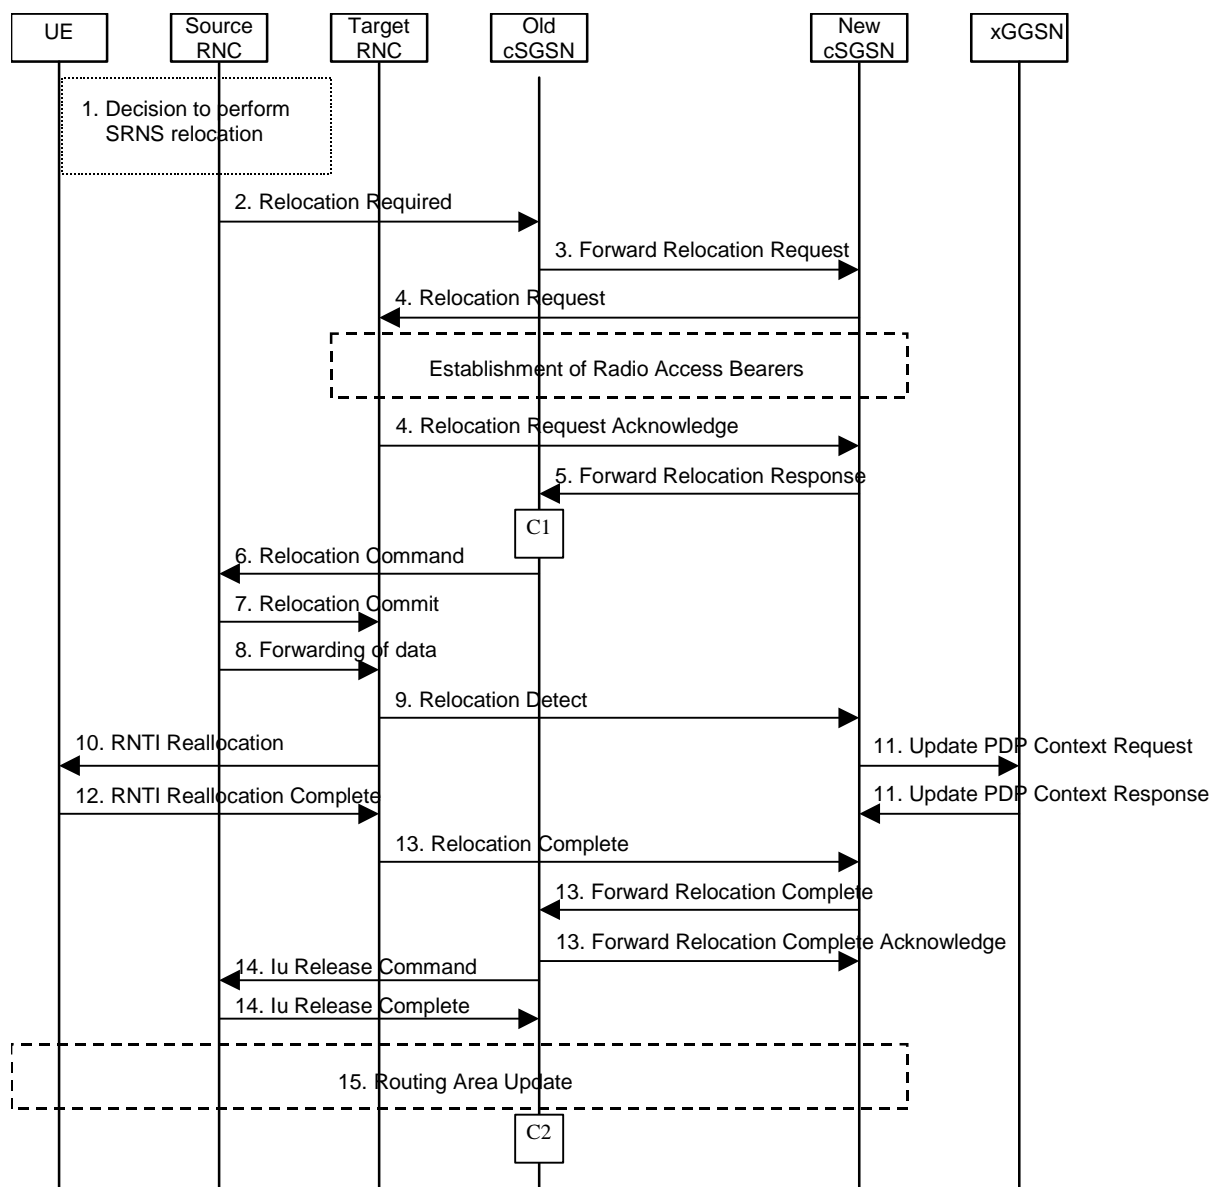 UE
Source
RNC
Target
RNC
Old
cSGSN
New
cSGSN
xGGSN
1. Decision to perform
SRNS relocation
2. Relocation Required
3. Forward Relocation Request
4. Relocation Request
Establishment of Radio Access Bearers
4. Relocation Request Acknowledge
5. Forward Relocation Response
C1
6. Relocation Command
7. Relocation Commit
8. Forwarding of data
9. Relocation Detect
10. RNTI Reallocation
11. Update PDP Context Request
12. RNTI Reallocation Complete
11. Update PDP Context Response
13. Relocation Complete
13. Forward Relocation Complete
13. Forward Relocation Complete Acknowledge
14. Iu Release Command
14. Iu Release Complete
15. Routing Area Update
C2